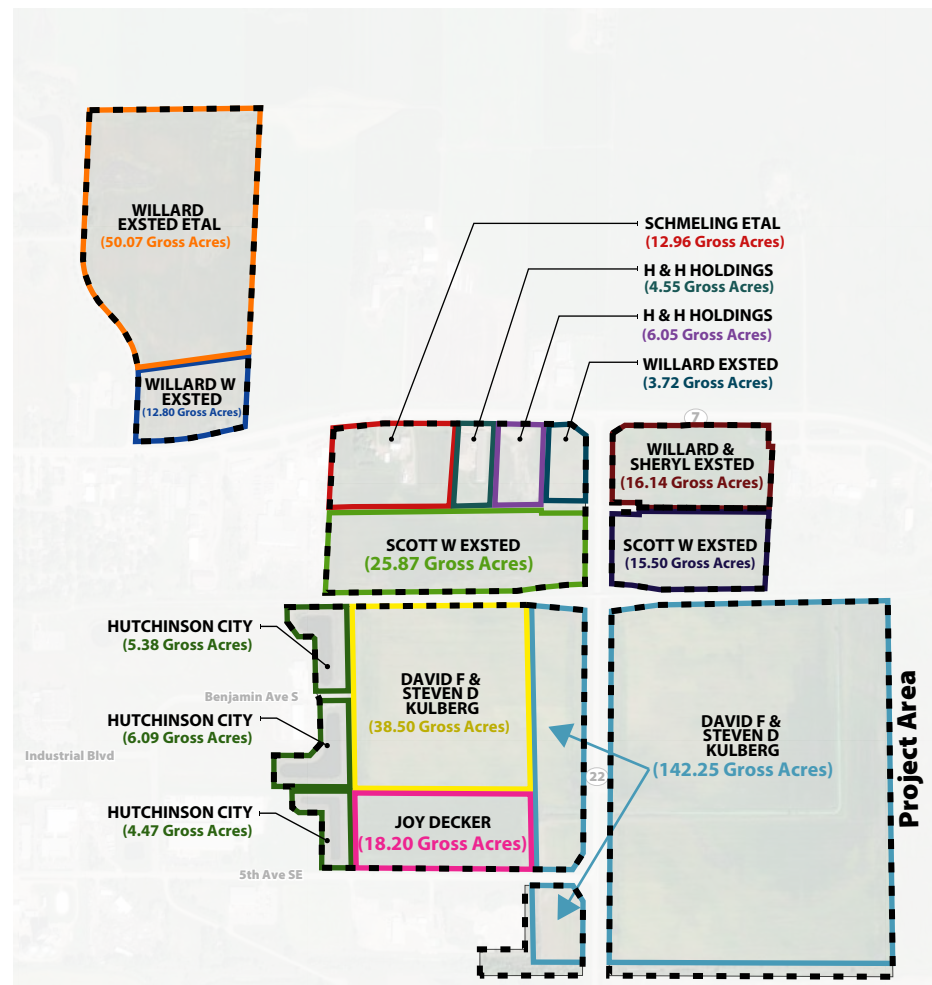 WILLARD
EXSTED ETAL
(50.07 Gross Acres)
WILLARD W
EXSTED
(12.80 Gross Acres)
SCHMELING ETAL
(12.96 Gross Acres)
H & H HOLDINGS
(4.55 Gross Acres)
H & H HOLDINGS
(6.05 Gross Acres)
WILLARD EXSTED
(3.72 Gross Acres)
7
WILLARD &
SHERYL EXSTED
(16.14 Gross Acres)
SCOTT W EXSTED
(25.87 Gross Acres)
SCOTT W EXSTED
(15.50 Gross Acres)
HUTCHINSON CITY
(5.38 Gross Acres)
Benjamin Ave S
HUTCHINSON CITY
(6.09 Gross Acres)
Industrial Blvd
HUTCHINSON CITY
(4.47 Gross Acres)
5th Ave SE
DAVID F &
STEVEN D
KULBERG
(38.50 Gross Acres)
JOY DECKER
(18.20 Gross Acres)
22
DAVID F &
STEVEN D
KULBERG
(142.25 Gross Acres)
Project Area